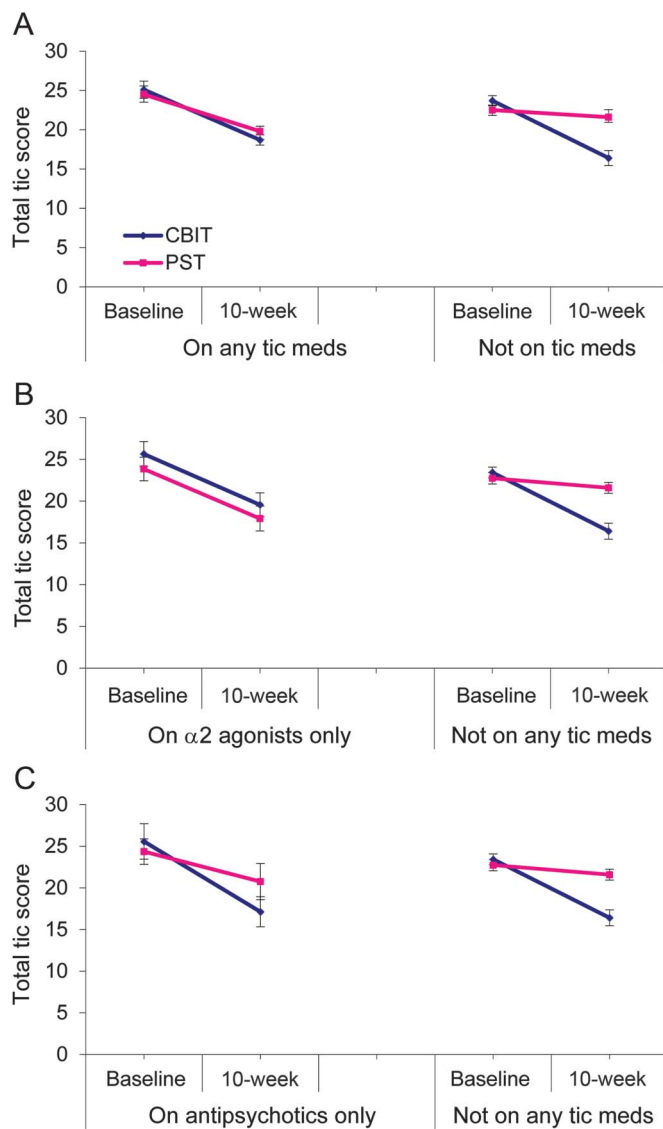 A
30
25
20
15
10
5
0
Total tic score
CBIT
PST
Baseline 10-week Baseline 10-week
On any tic meds Not on tic meds
B
30
25
20
15
10
5
0
Total tic score
Baseline 10-week Baseline 10-week
On α2 agonists only Not on any tic meds
C
30
25
20
15
10
5
0
Total tic score
Baseline 10-week Baseline 10-week
On antipsychotics only Not on any tic meds